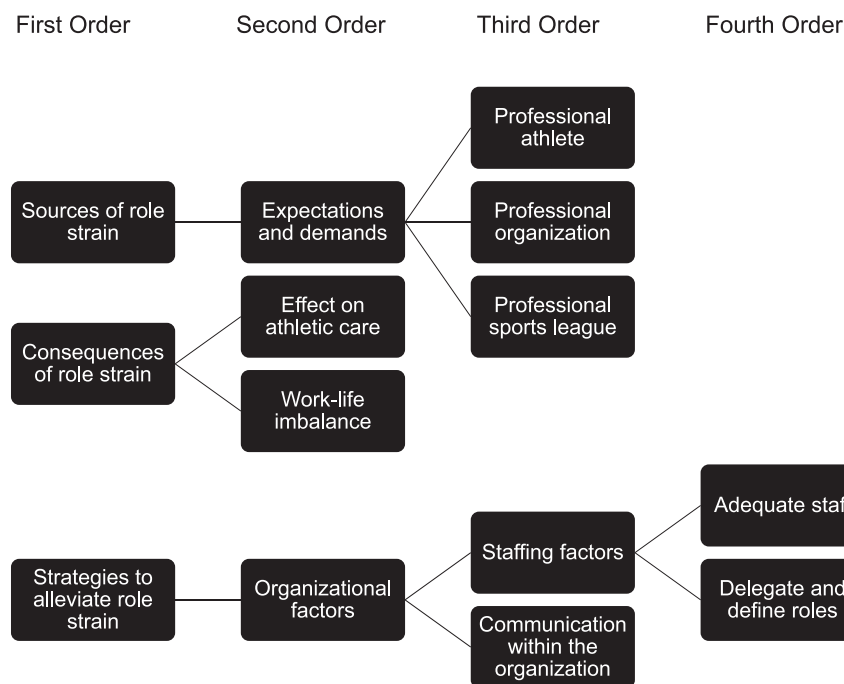 First Order
Second Order
Third Order
Fourth Order
Professional
athlete
Sources of role
strain
Expectations
and demands
Professional
organization
Effect on
athletic care
Professional
sports league
Consequences
of role strain
Work-life
imbalance
Adequate staf
Staffing factors
Strategies to
alleviate role
strain
Organizational
factors
Delegate and
define roles
Communication
within the
organization